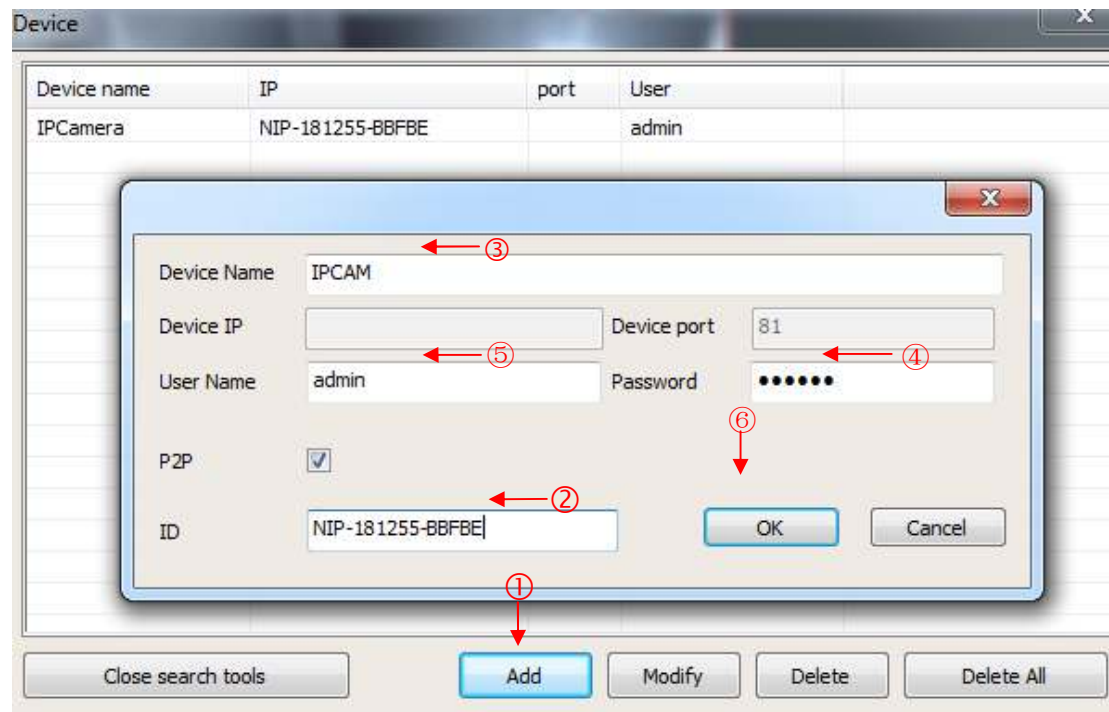 Device
Device name IP port User
IPCamera NIP-181255-BBFBE admin
③
Device Name IPCAM
Device IP Device port 81
⑤ ④
User Name admin Password ••••••
⑥
P2P
②
ID NIP-181255-BBFBE OK Cancel
①
Close search tools Add Modify Delete Delete All